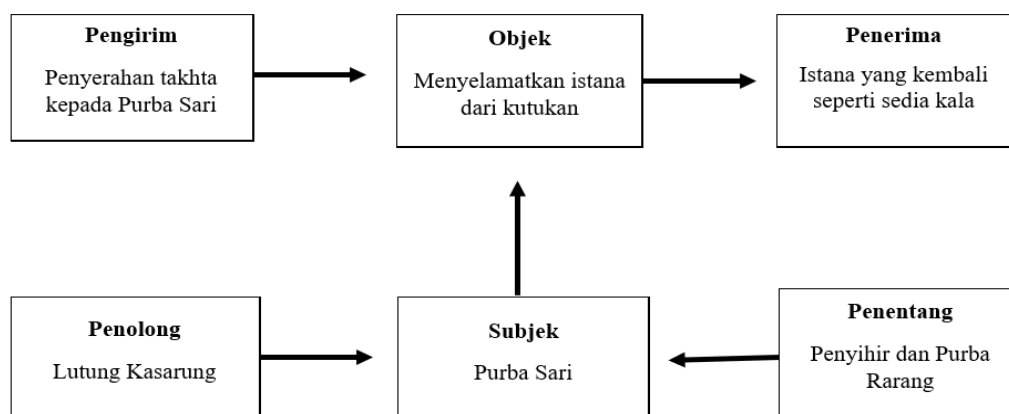 Pengirim
Penyerahan takhta
kepada Purba Sari
Objek
Menyelamatkan istana
dari kutukan
Penerima
Istana yang kembali
seperti sedia kala
Penolong
Lutung Kasarung
Subjek
Purba Sari
Penentang
Penyihir dan Purba
Rarang